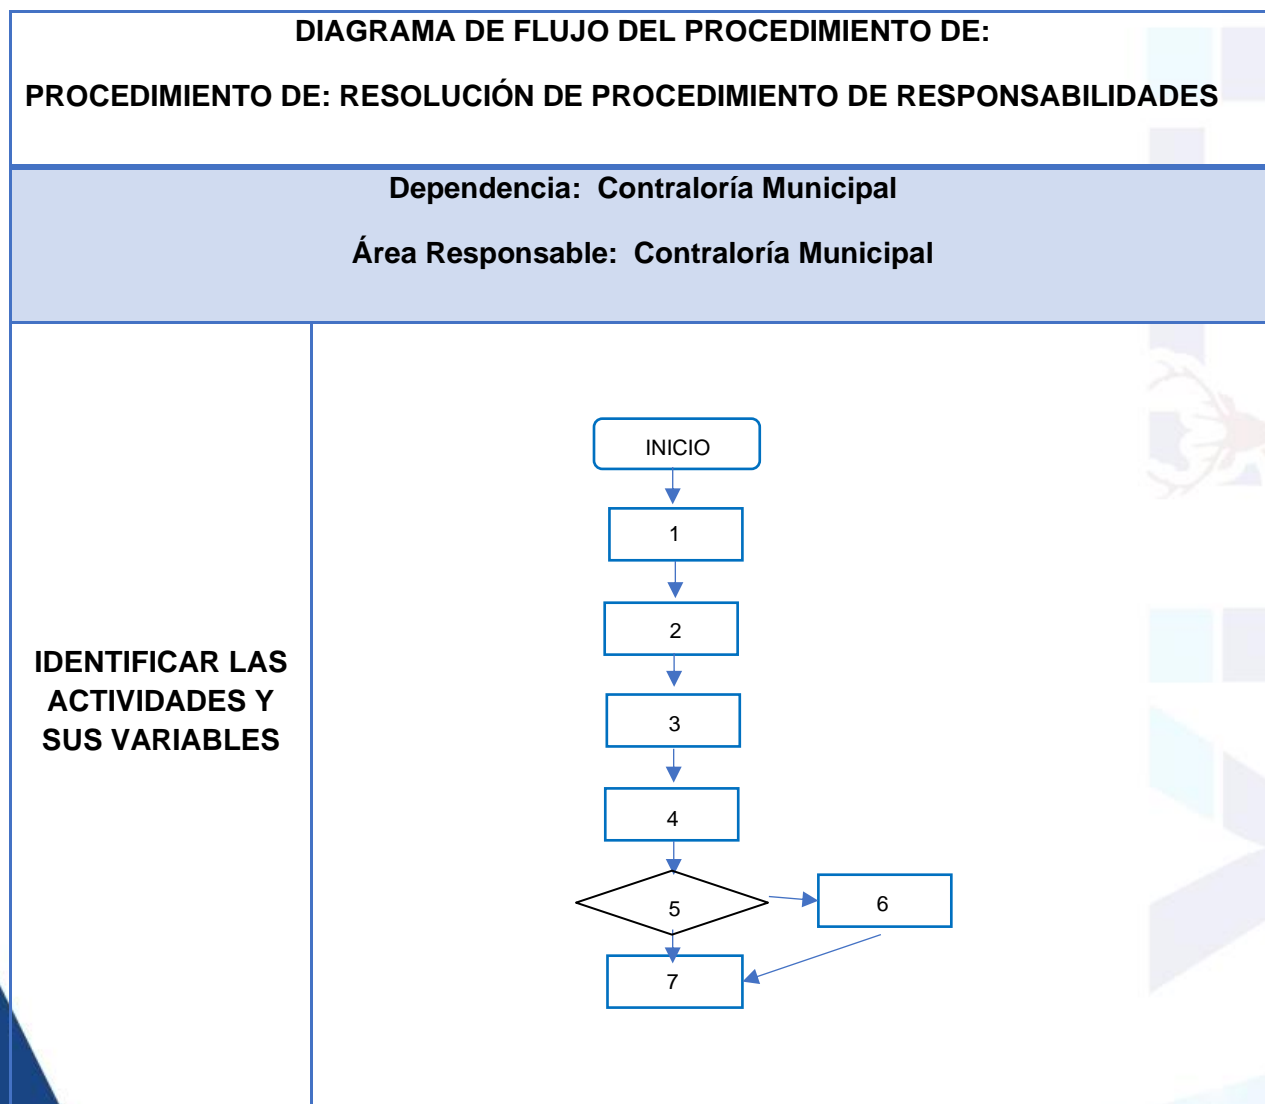 DIAGRAMA DE FLUJO DEL PROCEDIMIENTO DE:
PROCEDIMIENTO DE: RESOLUCIÓN DE PROCEDIMIENTO DE RESPONSABILIDADES
Dependencia: Contraloría Municipal
Área Responsable: Contraloría Municipal
IDENTIFICAR LAS
ACTIVIDADES Y
SUS VARIABLES
INICIO
1
2
3
4
5
6
7